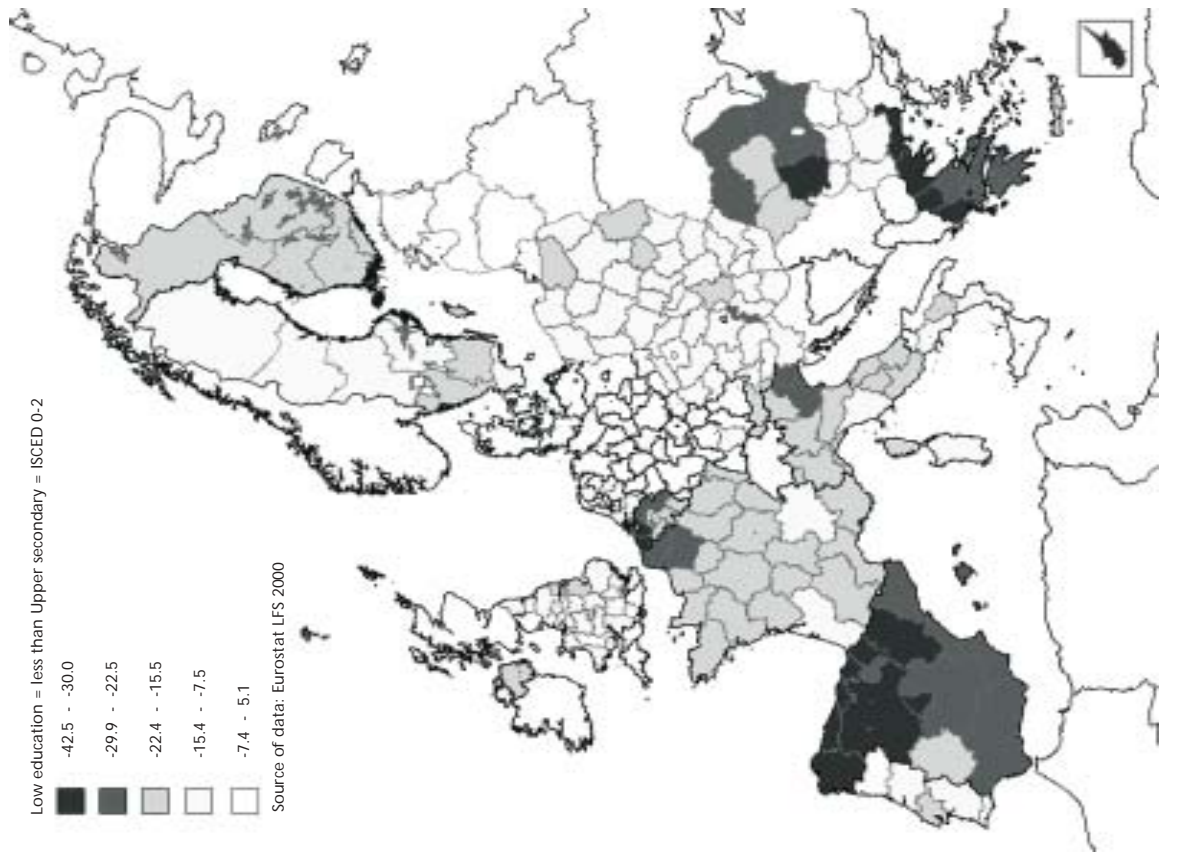 Low education = less than Upper secondary = ISCED 0-2
-42.5 - -30.0
-29.9 - -22.5
-22.4 - -15.5
-15.4 - -7.5
-7.4 - 5.1
Source of data: Eurostat LFS 2000